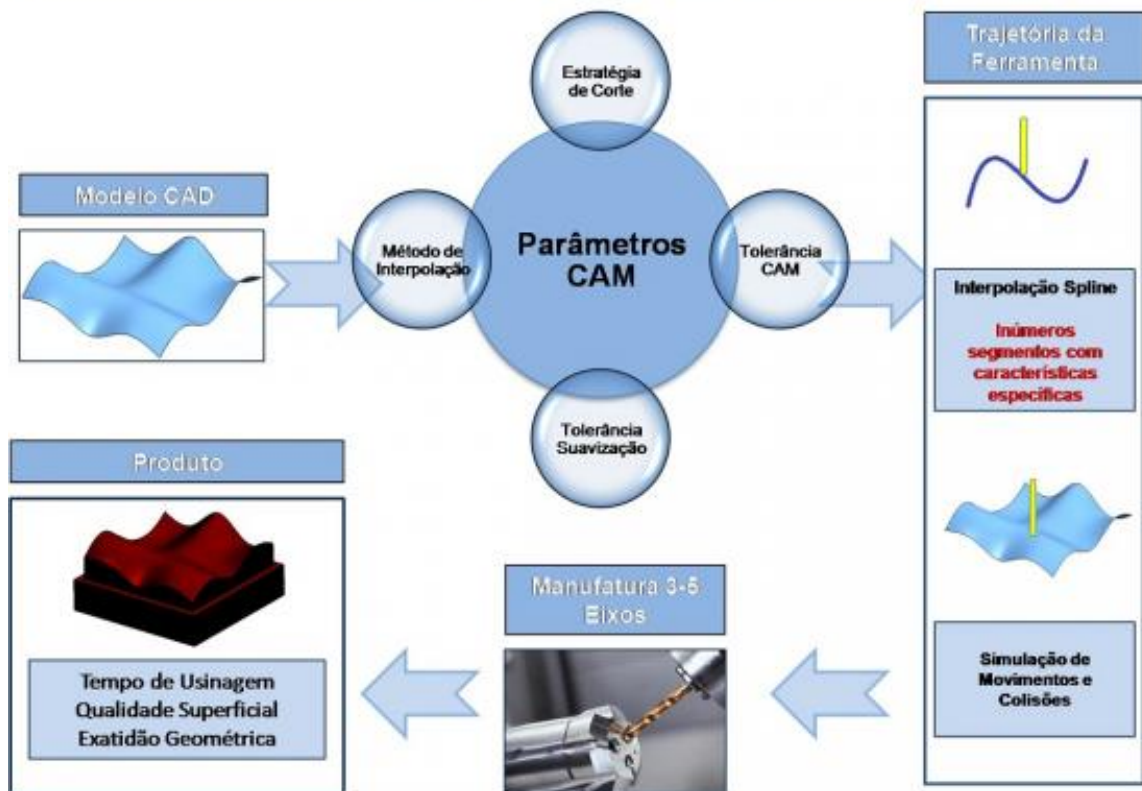 Modelo CAD
Estratégia
de Corte
Método de
Interpolação
Parâmetros
CAM
Tolerância
CAM
Tolerância
Suavização
Trajetória da
Ferramenta
Interpolação Spline
Inúmeros
segmentos com
características
específicas
Simulação de
Movimentos e
Colisões
Manufatura 3-5
Eixos
Produto
Tempo de Usinagem
Qualidade Superficial
Exatidão Geométrica